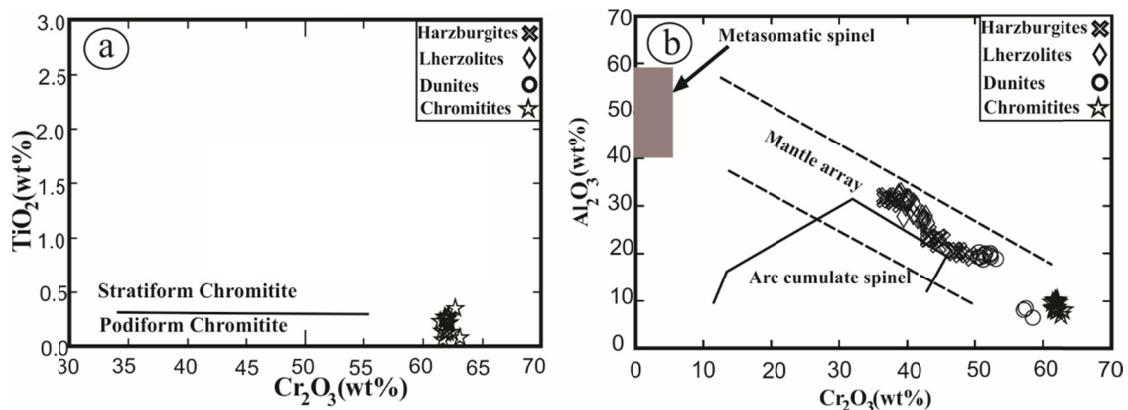 a
Harzburgites
Lherzolites
Dunites
Chromitites
3.0
2.5
2.0
1.5
1.0
0.5
0.0
TiO2(wt%)
Stratiform Chromitite
Podiform Chromitite
30 35 40 45 50 55 60 65 70
Cr2O3(wt%)
b
Metasomatic spinel
Harzburgites
Lherzolites
Dunites
Chromitites
70
60
50
40
30
20
10
0
Al2O3(wt%)
Mantle array
Arc cumulate spinel
0 10 20 30 40 50 60 70
Cr2O3(wt%)